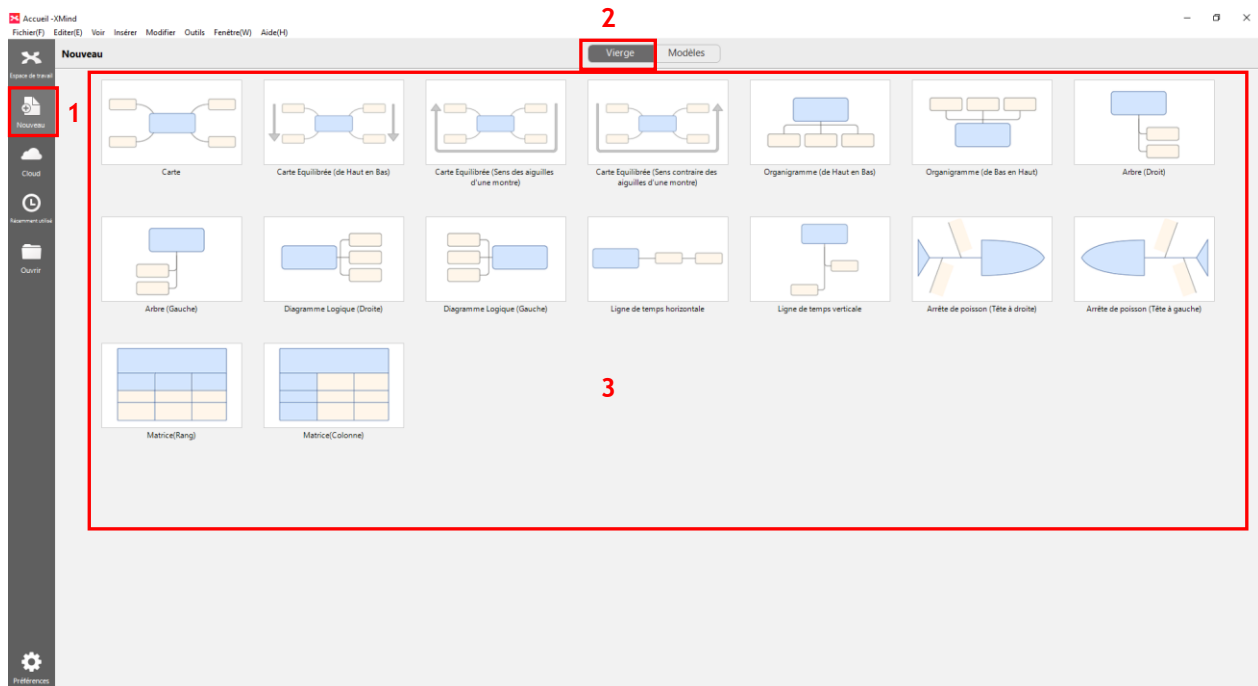 Accueil -XMind
2
Fichier(F) Editer(E) Voir Insérer Modifier Outils Fenêtre(W) Aide(H)
Nouveau
Vierge Modèles
Espace de travail
1
Nouveau
Cloud
Récemment utilisé
Ouvrir
Préférences
Carte
Carte Equilibrée (de Haut en Bas)
Carte Equilibrée (Sens des aiguilles
d'une montre)
Carte Equilibrée (Sens contraire des
aiguilles d'une montre)
Organigramme (de Haut en Bas)
Organigramme (de Bas en Haut)
Arbre (Droit)
Arbre (Gauche)
Diagramme Logique (Droite)
Diagramme Logique (Gauche)
Ligne de temps horizontale
Ligne de temps verticale
Arrête de poisson (Tête à droite)
Arrête de poisson (Tête à gauche)
Matrice(Rang)
Matrice(Colonne)
3